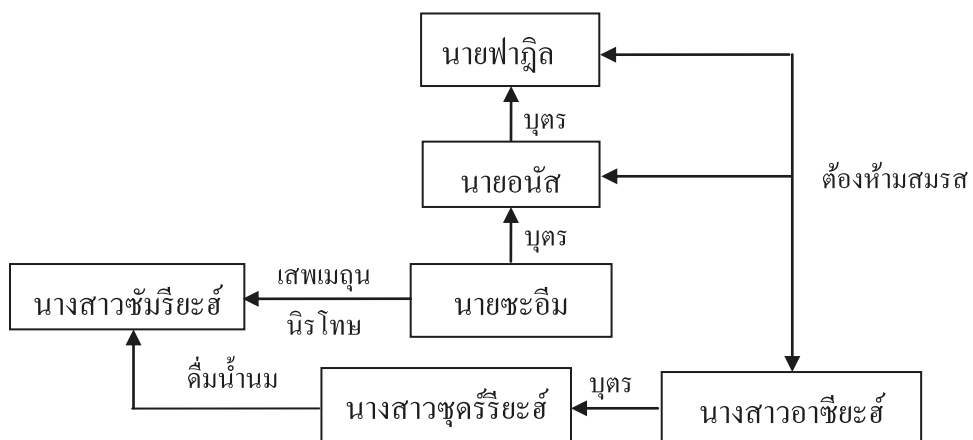 นายฟาฎิล
บุตร
นายอนัส
ต้องห้ามสมรส
บุตร
นางสาวซัมรียะฮ์
เสพเมถุน
นิรโทษ
นายซะอีม
ดื่มน้ำนม
นางสาวซุดร์รียะฮ์
บุตร
นางสาวอาซียะฮ์